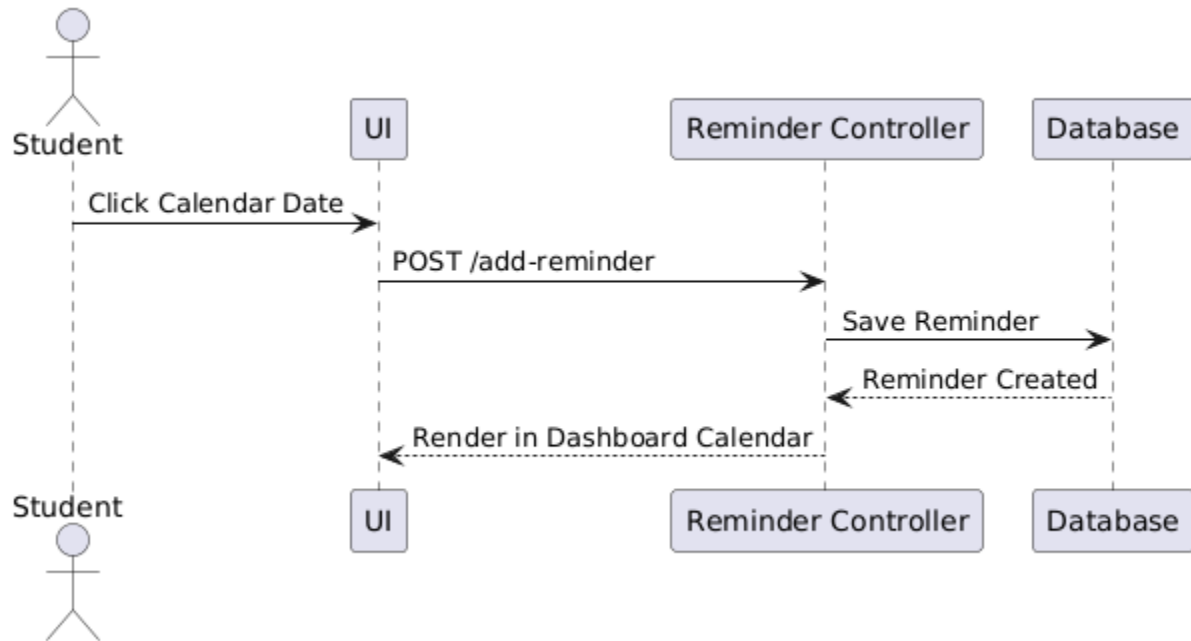 Student
UI
Reminder Controller
Database
Click Calendar Date
POST /add-reminder
Save Reminder
Reminder Created
Render in Dashboard Calendar
Student
UI
Reminder Controller
Database